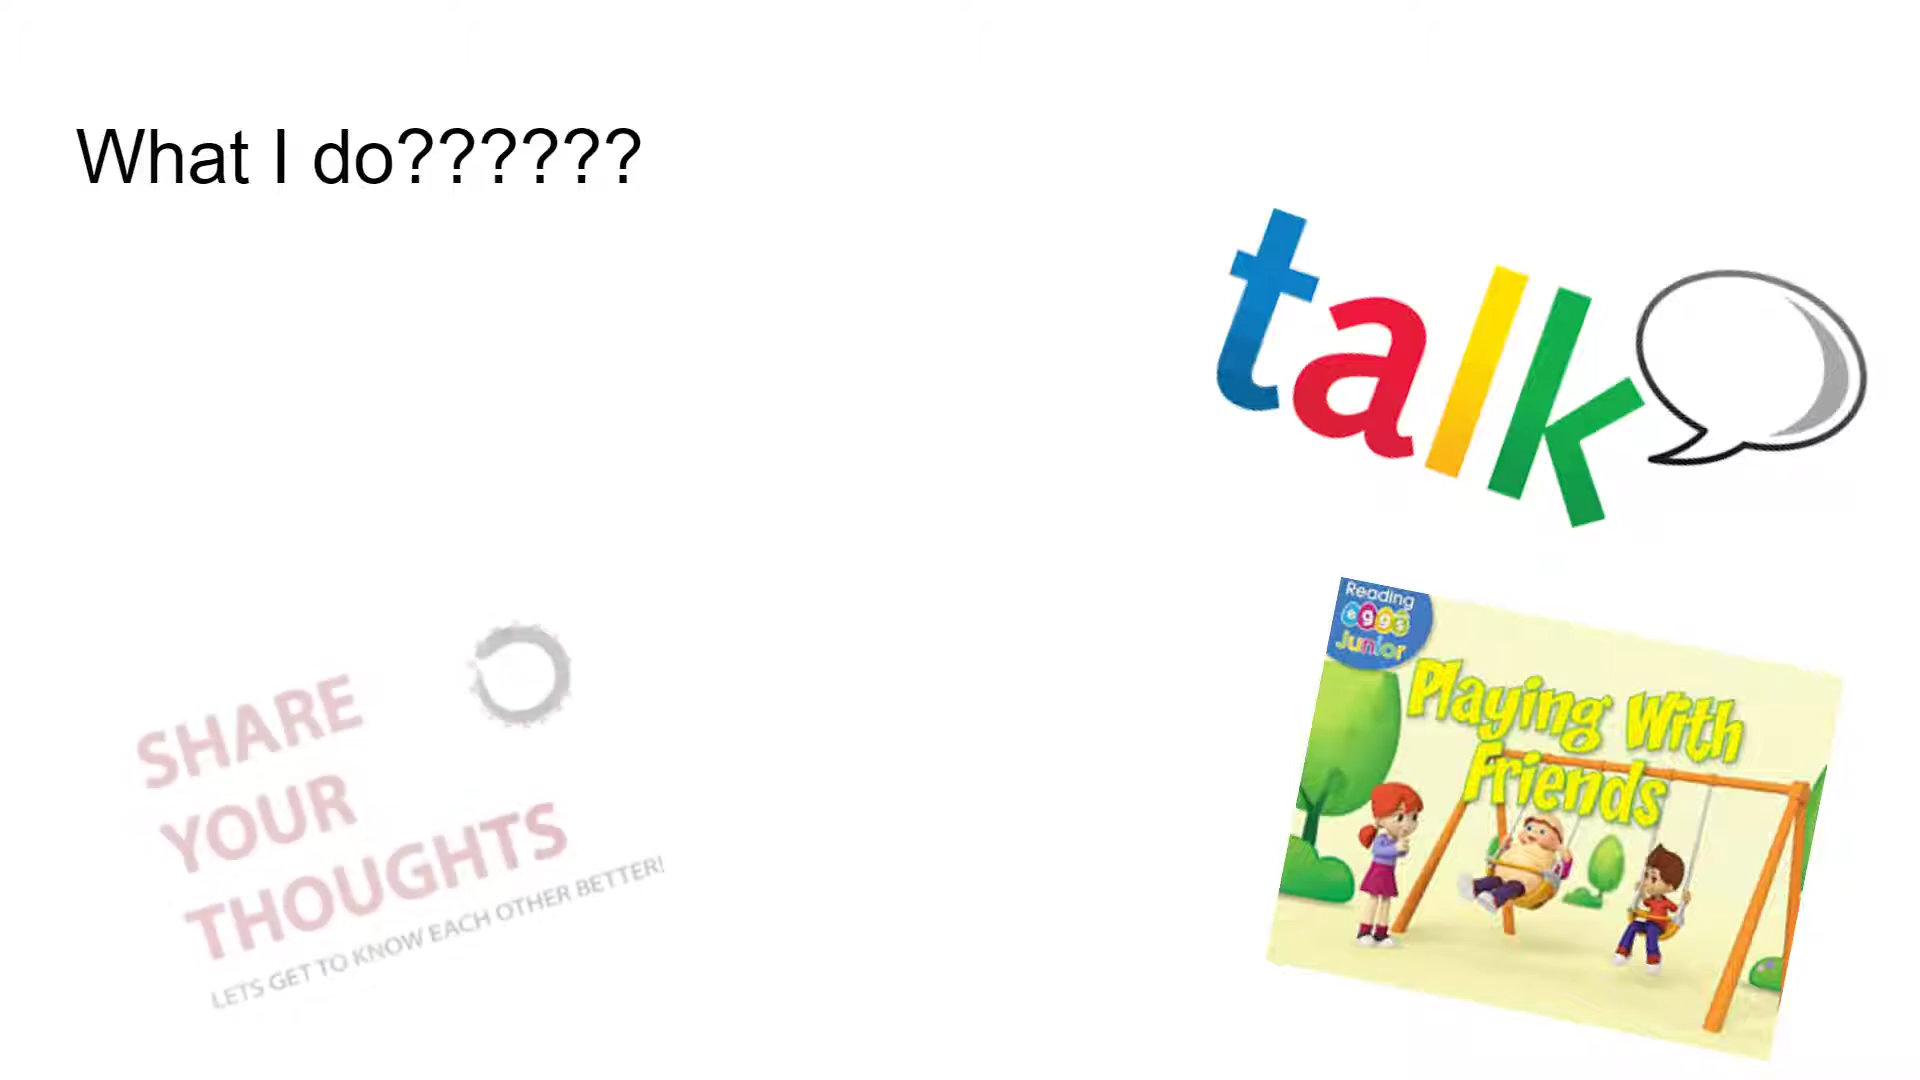 What I do??????
talk
Reading
eggs
Junior
Playing With
Friends
SHARE
YOUR
THOUGHTS
LETS GET TO KNOW EACH OTHER BETTER!